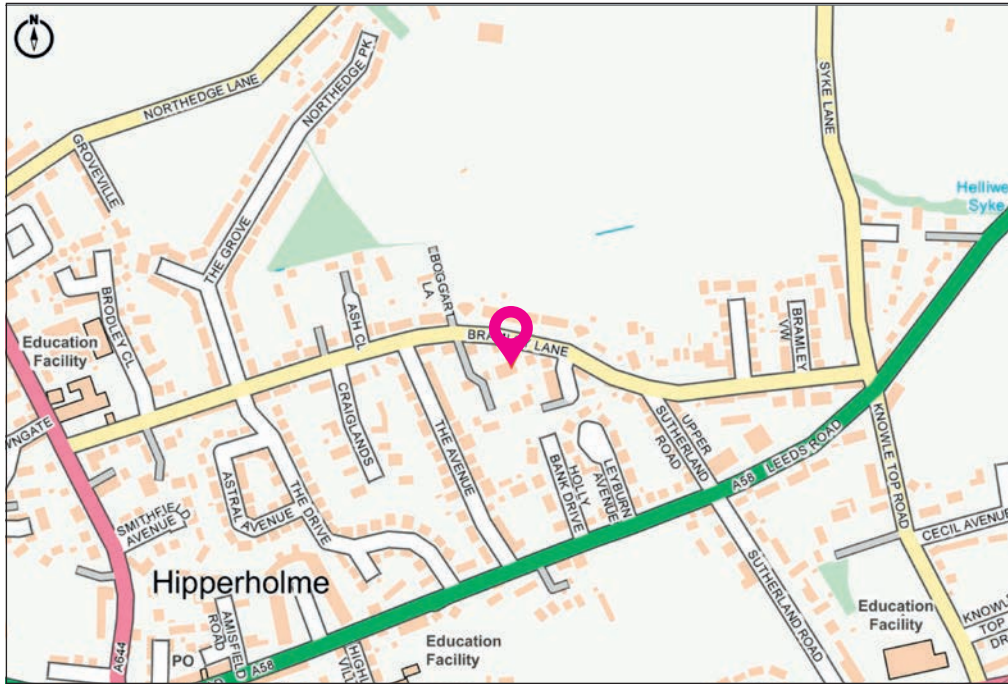 N
NORTHEDGE LANE
NORTHEDGE PK
GROVEVILLE
SYKE LANE
Syke
THE GROVE
BOGGART
LA
BRODLEY CL
ASH CL
Education
Facility
LANE
BRAMLEY
VW
CRAIGLANDS
THE AVENUE
UPPER
SUTHERLAND
ROAD
LEEDS ROAD
A58
KNOWLE TOP ROAD
HOLLY
BANK DRIVE
LEYBURN
AVENUE
ASTRAL
AVENUE
THE DRIVE
SMITHFIELD
AVENUE
CECIL AVENUE
SUTHERLAND ROAD
Hipperholme
AMISFIELD
ROAD
Education
Facility
Education
Facility
TOP
A644
PO
A58